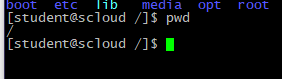 boot etc lib media opt root
[student@scloud /]$ pwd
/
[student@scloud /]$